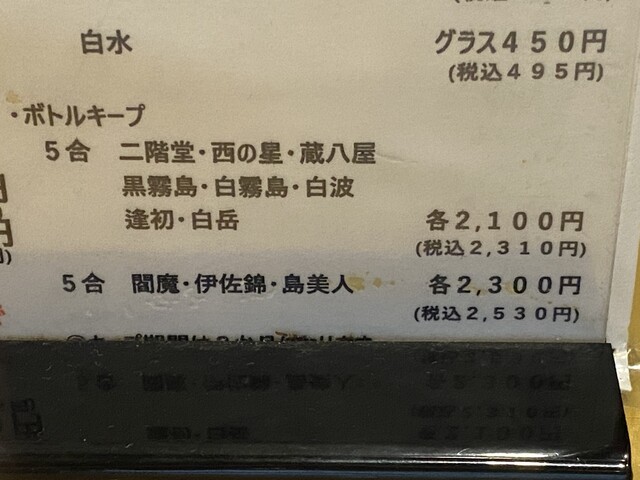 白水 グラス450円
(税込495円)
・ボトルキープ
5合 二階堂・西の星・蔵八屋
黒霧島・白霧島・白波
逢初・白岳 各2,100円
(税込2,310円)
5合 閻魔・伊佐錦・島美人 各2,300円
(税込2,530円)